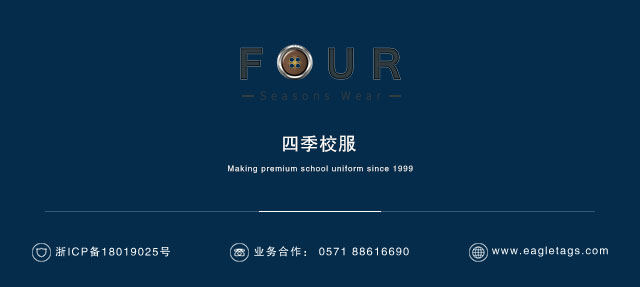 FOUR
Seasons Wear
四季校服
Making premium school uniform since 1999
浙ICP备18019025号
业务合作： 0571 88616690
www.eagletags.com